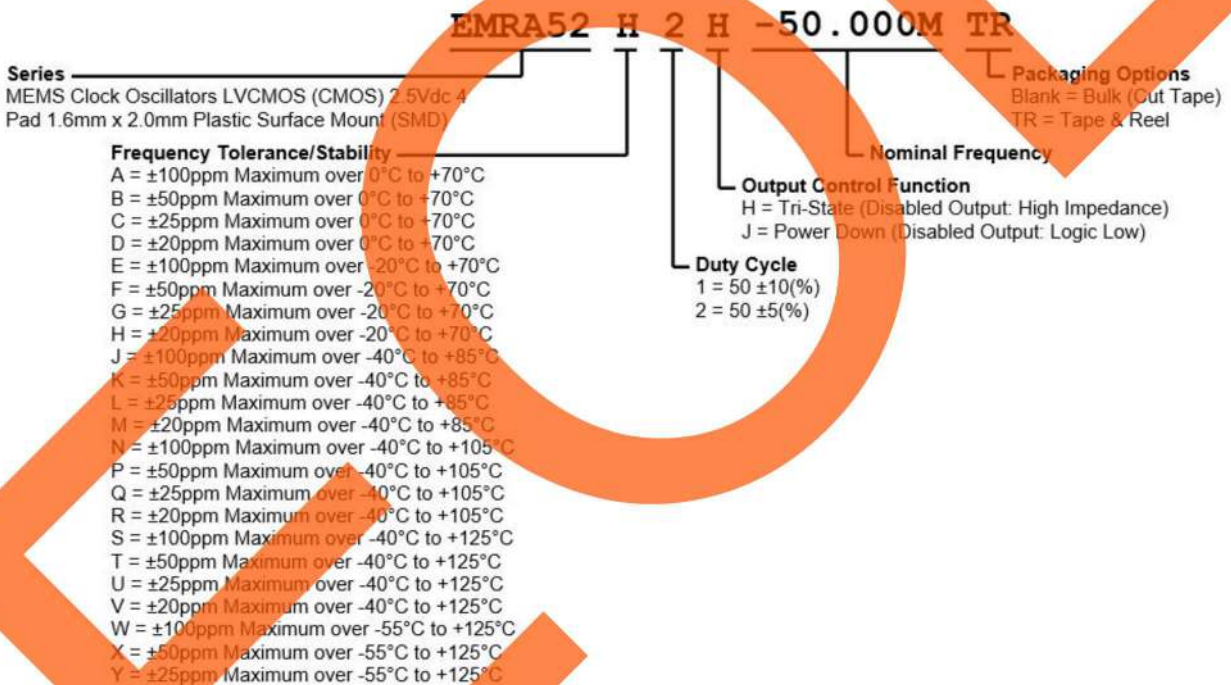 EMRA52 H 2 H -50.000M TR
Series
MEMS Clock Oscillators LVCMOS (CMOS) 2.5Vdc 4
Pad 1.6mm x 2.0mm Plastic Surface Mount (SMD)
Frequency Tolerance/Stability
A = ±100ppm Maximum over 0°C to +70°C
B = ±50ppm Maximum over 0°C to +70°C
C = ±25ppm Maximum over 0°C to +70°C
D = ±20ppm Maximum over 0°C to +70°C
E = ±100ppm Maximum over -20°C to +70°C
F = ±50ppm Maximum over -20°C to +70°C
G = ±25ppm Maximum over -20°C to +70°C
H = ±20ppm Maximum over -20°C to +70°C
J = ±100ppm Maximum over -40°C to +85°C
K = ±50ppm Maximum over -40°C to +85°C
L = ±25ppm Maximum over -40°C to +85°C
M = ±20ppm Maximum over -40°C to +85°C
N = ±100ppm Maximum over -40°C to +105°C
P = ±50ppm Maximum over -40°C to +105°C
Q = ±25ppm Maximum over -40°C to +105°C
R = ±20ppm Maximum over -40°C to +105°C
S = ±100ppm Maximum over -40°C to +125°C
T = ±50ppm Maximum over -40°C to +125°C
U = ±25ppm Maximum over -40°C to +125°C
V = ±20ppm Maximum over -40°C to +125°C
W = ±100ppm Maximum over -55°C to +125°C
X = ±50ppm Maximum over -55°C to +125°C
Y = ±25ppm Maximum over -55°C to +125°C
Duty Cycle
1 = 50 ±10(%)
2 = 50 ±5(%)
Output Control Function
H = Tri-State (Disabled Output: High Impedance)
J = Power Down (Disabled Output: Logic Low)
Nominal Frequency
Packaging Options
Blank = Bulk (Cut Tape)
TR = Tape & Reel